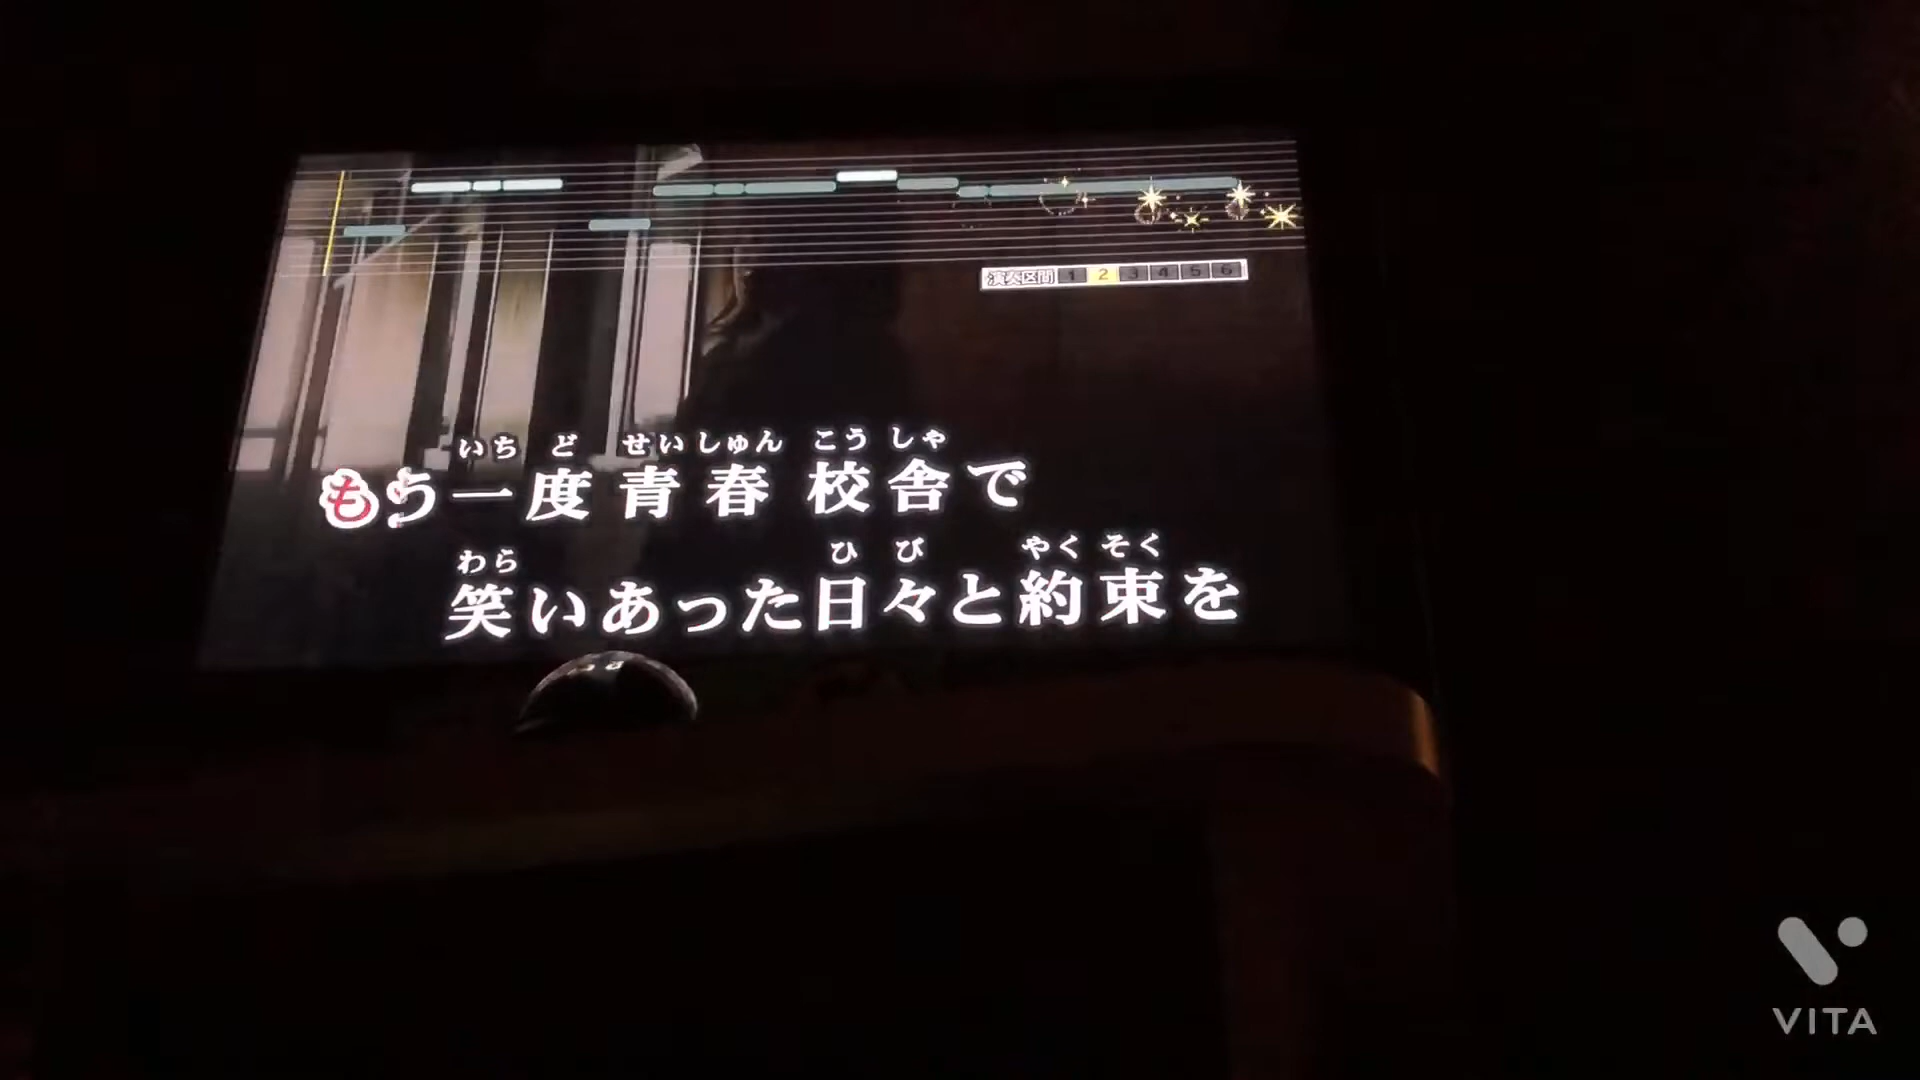 演奏区間 1 2 3 4 5 6
いち ど せい しゅん こう しゃ
もう一度青春 校舎で
わら ひ び やく そく
笑いあった日々と約束を
VITA